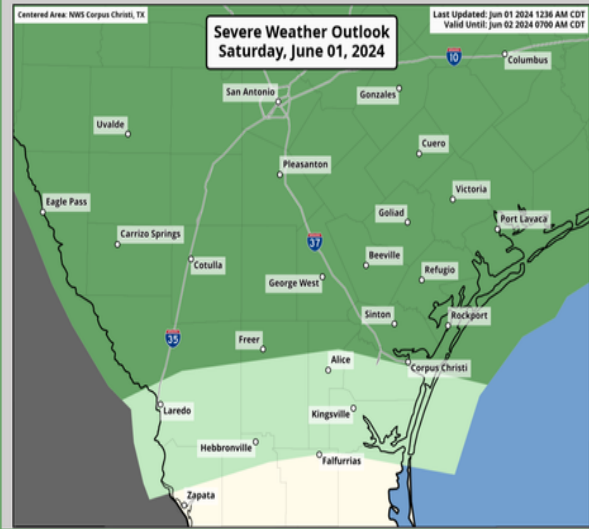 Centered Area: NWS Corpus Christi, TX
Severe Weather Outlook
Saturday, June 01, 2024
Last Updated: Jun 01 2024 1236 AM CDT
Valid Until: Jun 02 2024 0700 AM CDT
10
Columbus
San Antonio
Gonzales
Uvalde
Cuero
Pleasanton
Victoria
Eagle Pass
Goliad
Port Lavaca
Carrizo Springs
37
Cotulla
Beeville
Refugio
George West
Sinton
Rockport
35
Freer
Alice
Corpus Christi
Laredo
Kingsville
Hebbronville
Falfurrias
Zapata